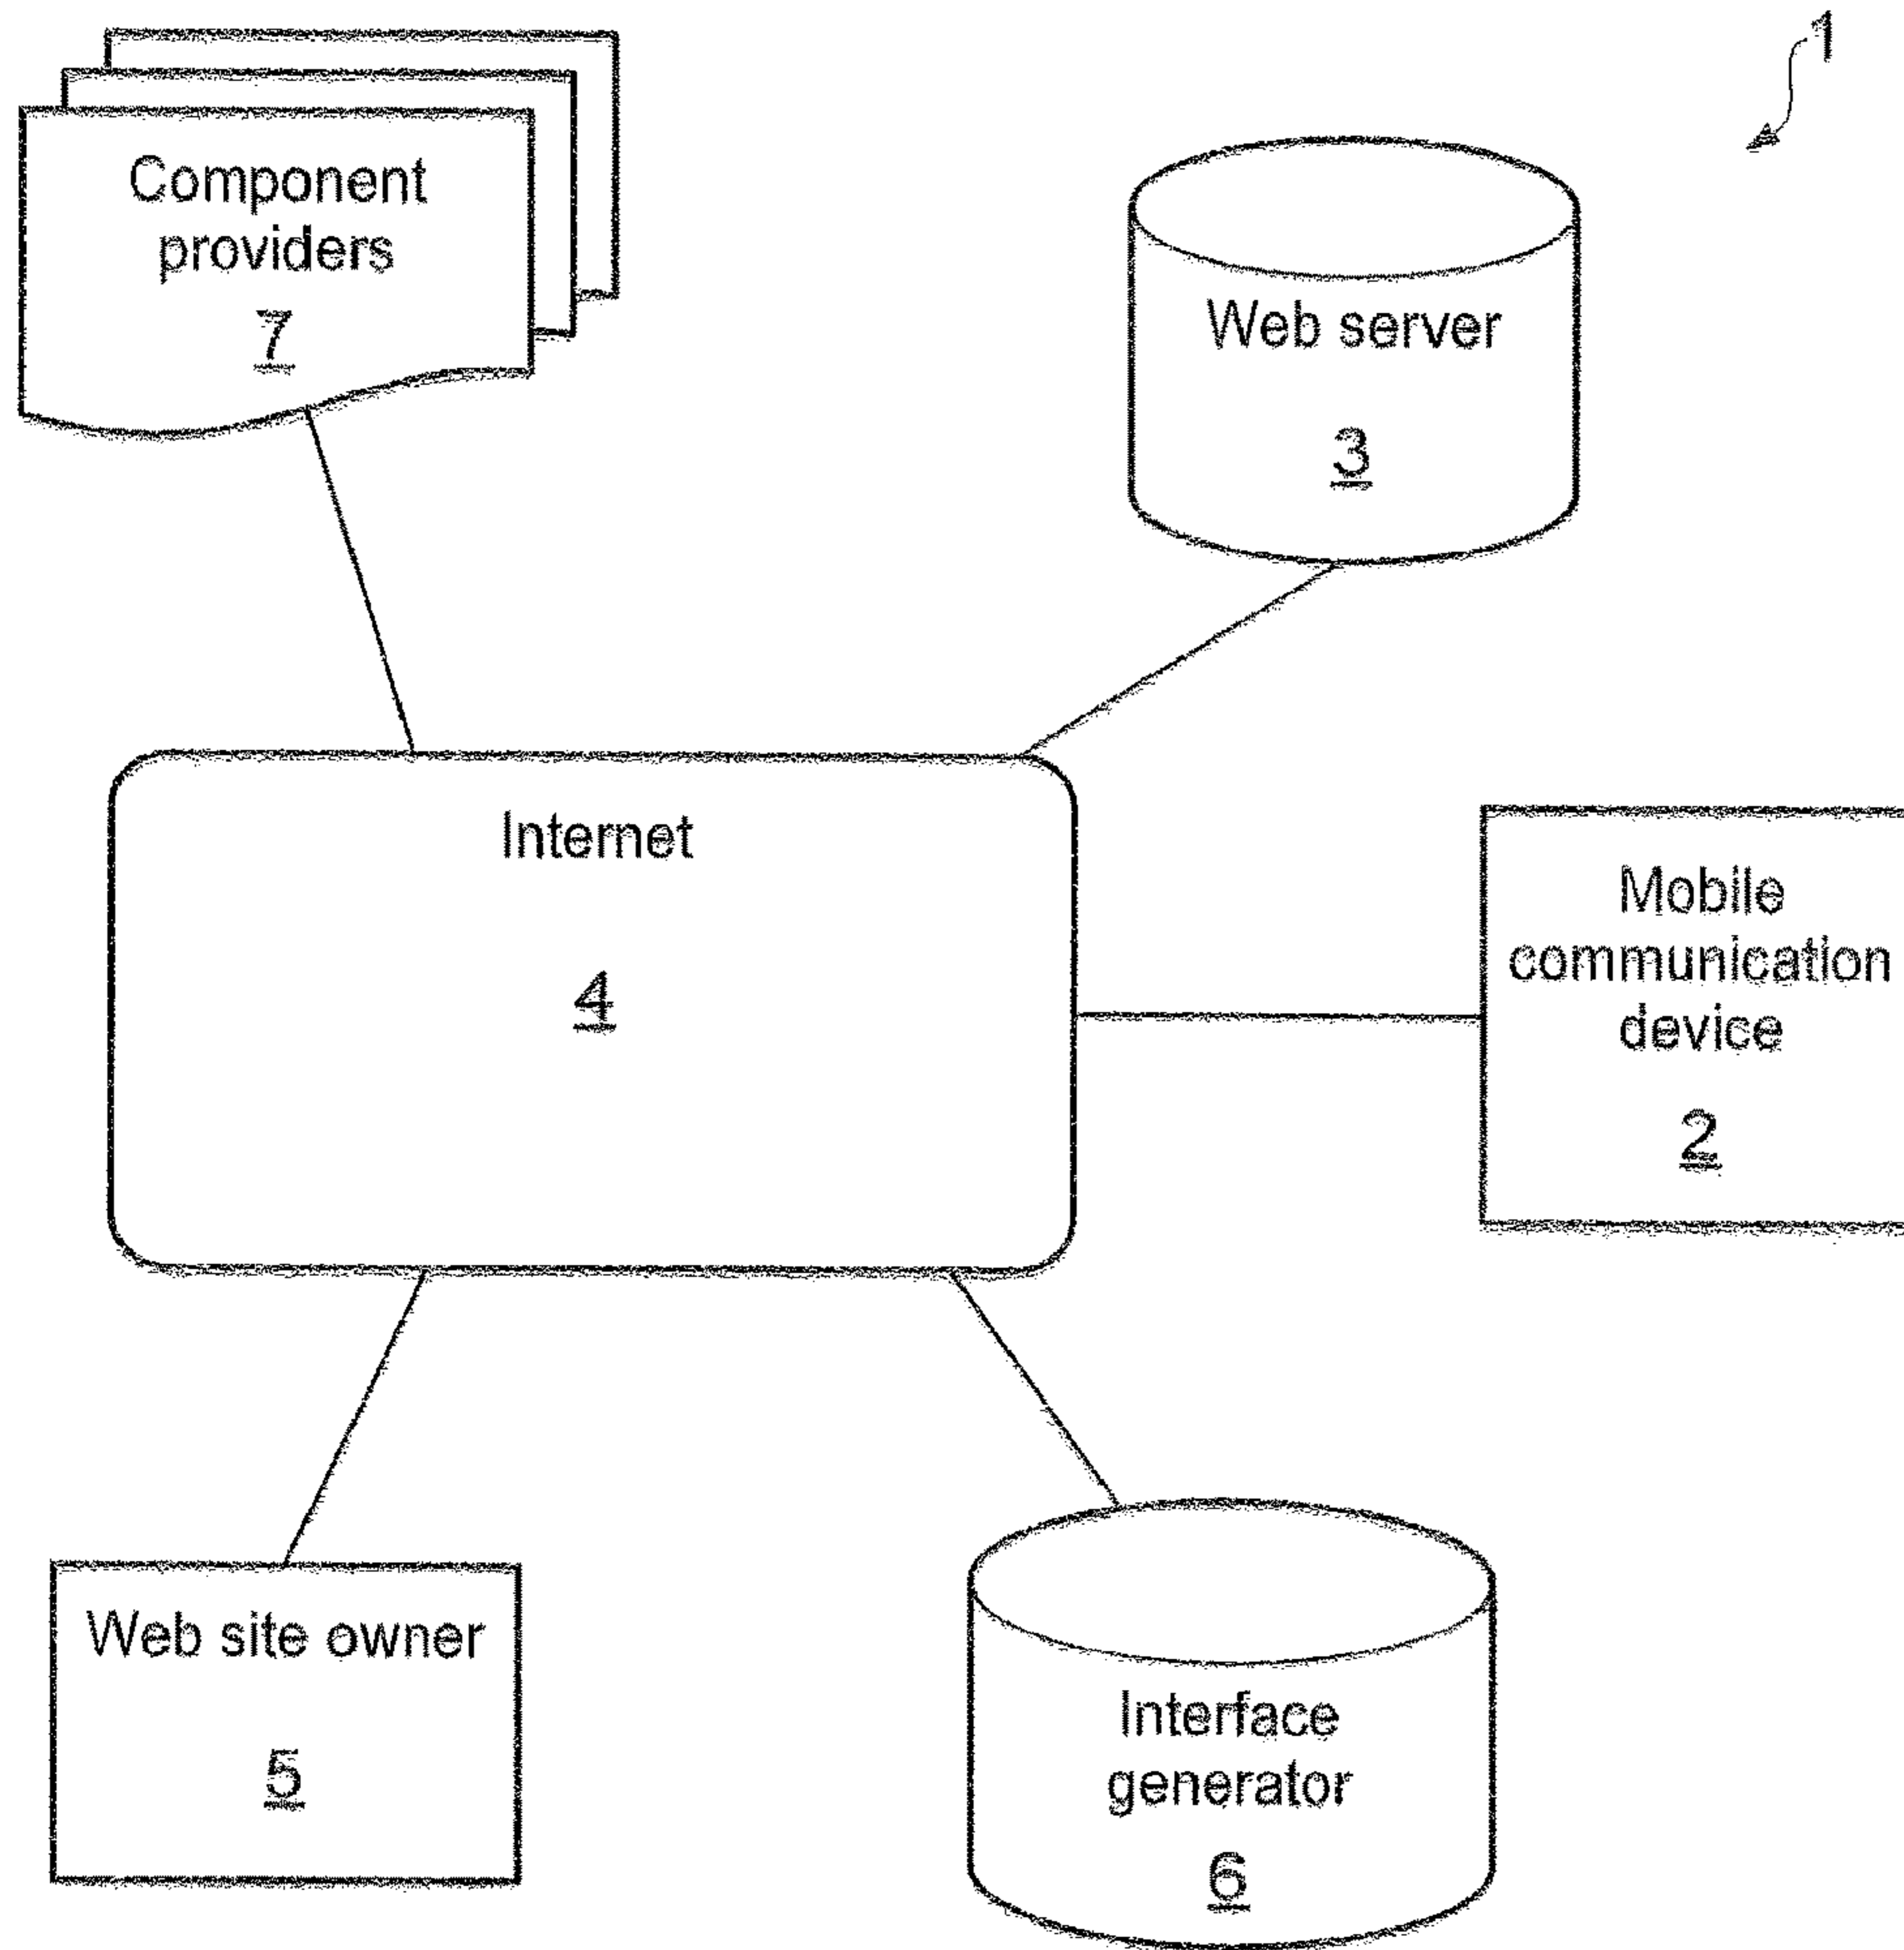 1
Component
providers
7
Web server
3
Internet
4
Mobile
communication
device
2
Web site owner
5
Interface
generator
6